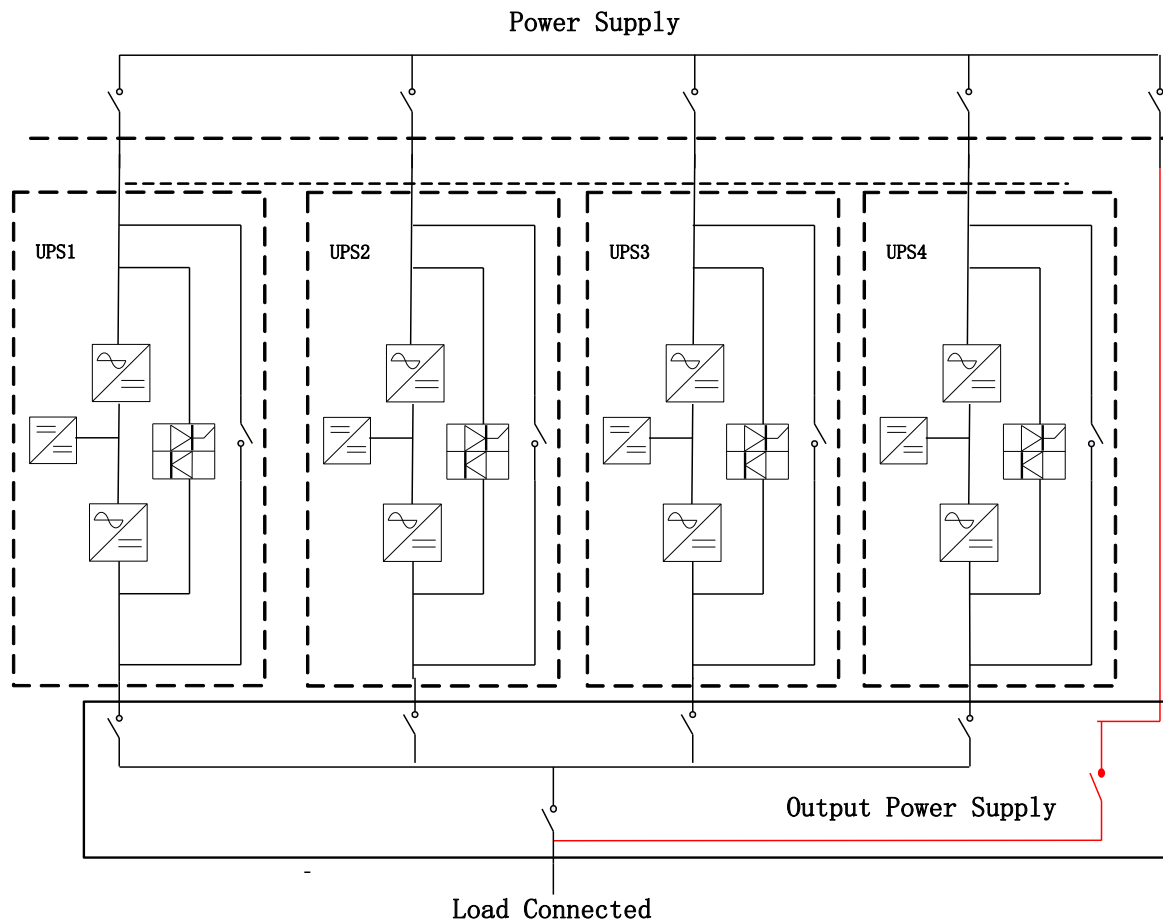 Power Supply
UPS1
UPS2
UPS3
UPS4
Output Power Supply
Load Connected